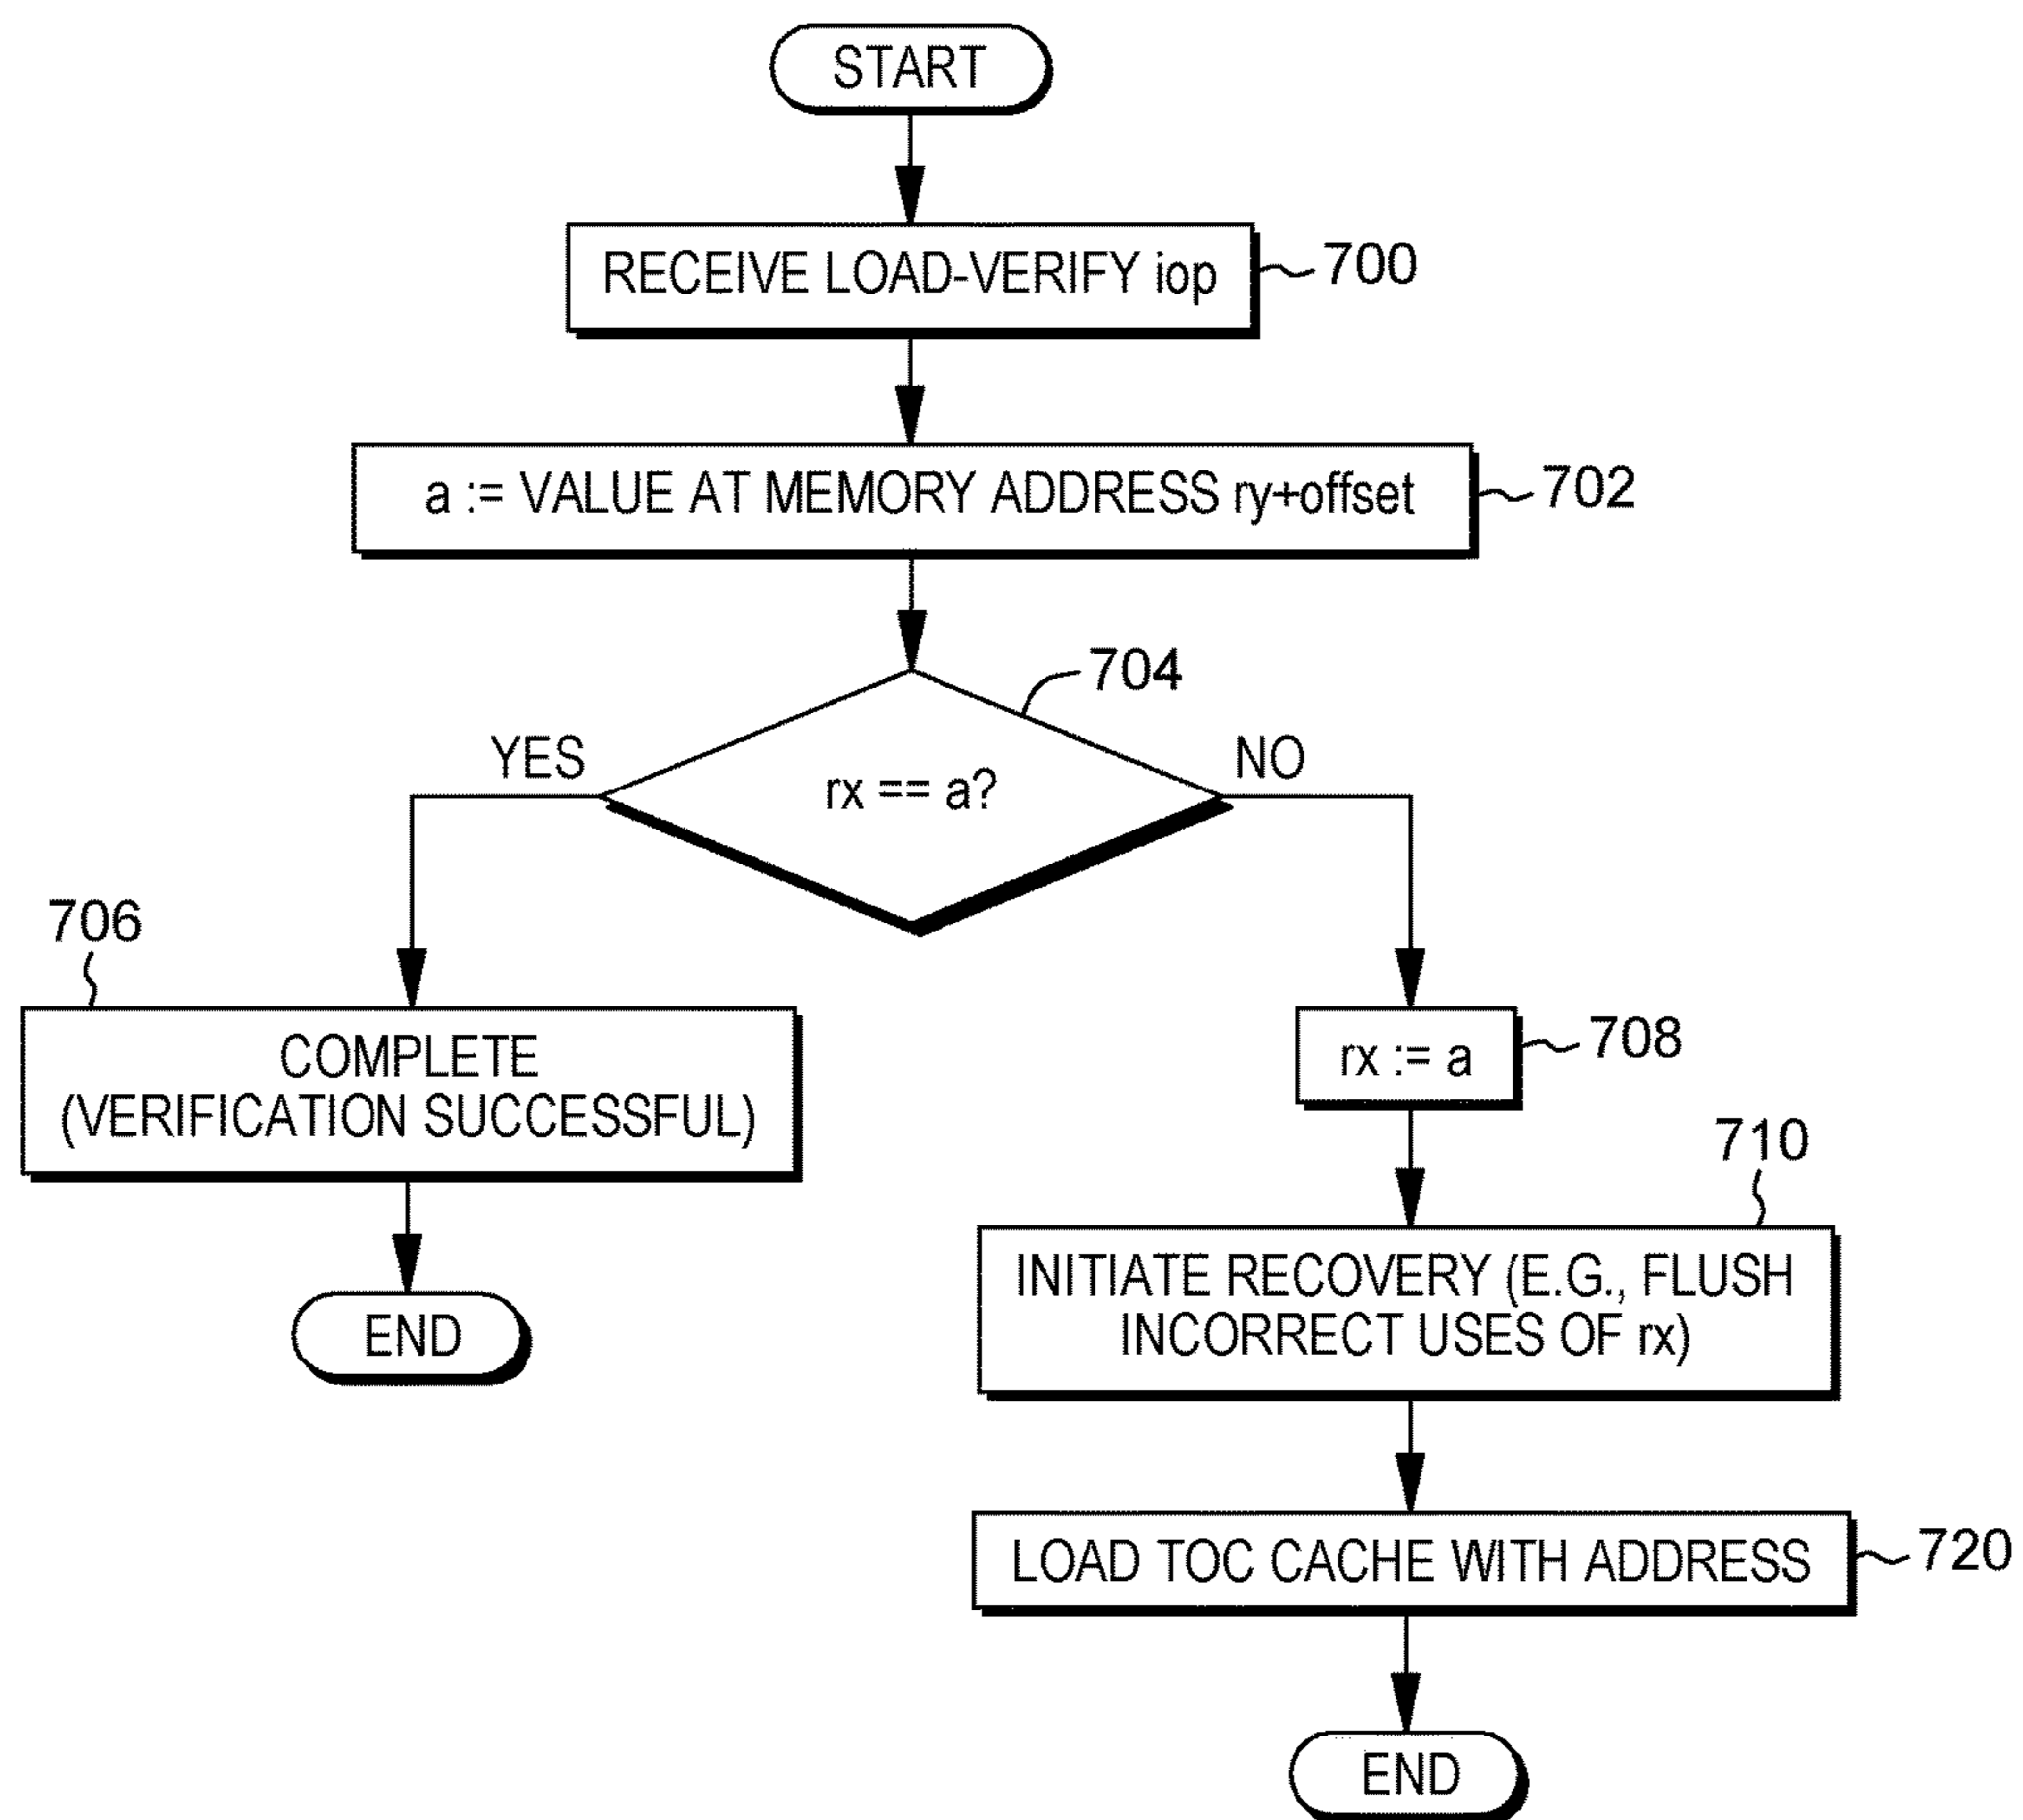 START
RECEIVE LOAD-VERIFY iop
700
a := VALUE AT MEMORY ADDRESS ry+offset
702
704
YES
rx == a?
NO
706
COMPLETE
(VERIFICATION SUCCESSFUL)
END
rx := a
708
710
INITIATE RECOVERY (E.G., FLUSH
INCORRECT USES OF rx)
LOAD TOC CACHE WITH ADDRESS
720
END